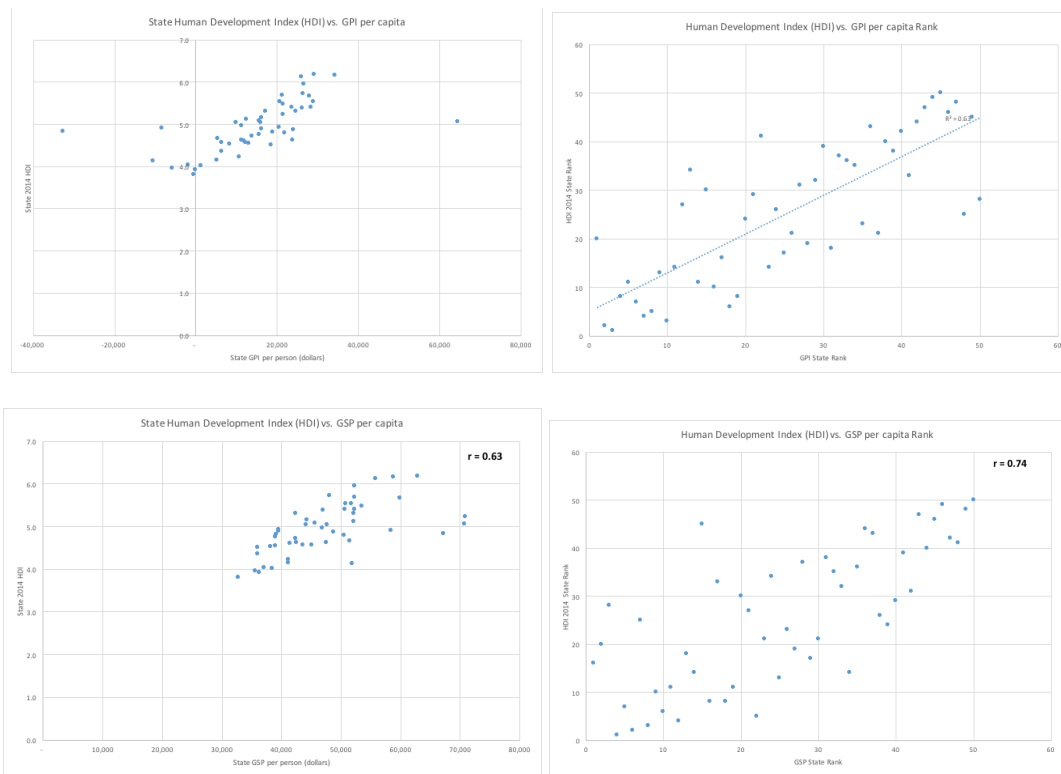 State Human Development Index (HDI) vs. GPI per capita
7.0
6.0
5.0
4.0
3.0
2.0
1.0
0.0
-40,000 -20,000 - 20,000 40,000 60,000 80,000
State 2014 HDI
State GPI per person (dollars)
Human Development Index (HDI) vs. GPI per capita Rank
60
50
40
30
20
10
0
0 10 20 30 40 50 60
R² = 0.63
HDI 2014 State Rank
GPI State Rank
State Human Development Index (HDI) vs. GSP per capita
r = 0.63
7.0
6.0
5.0
4.0
3.0
2.0
1.0
0.0
- 10,000 20,000 30,000 40,000 50,000 60,000 70,000 80,000
State 2014 HDI
State GSP per person (dollars)
Human Development Index (HDI) vs. GSP per capita Rank
r = 0.74
60
50
40
30
20
10
0
0 10 20 30 40 50 60
HDI 2014 State Rank
GSP State Rank